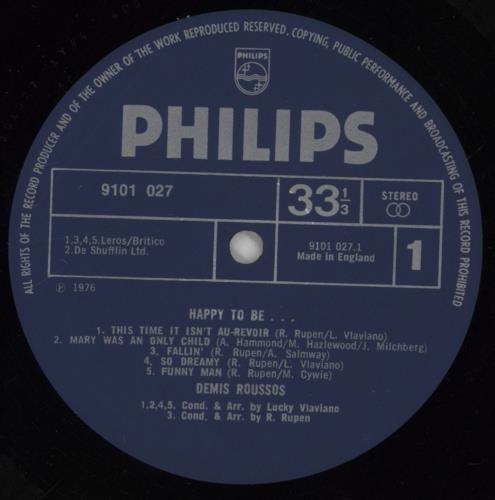 ALL RIGHTS OF THE RECORD PRODUCER AND OF THE OWNER OF THE WORK REPRODUCED RESERVED. COPYING, PUBLIC PERFORMANCE AND BROADCASTING OF THIS RECORD PROHIBITED
PHILIPS
PHILIPS
9101 027
33 1/3
STEREO
1,3,4,5. Leros/Britico
2. De Shufflin Ltd.
9101 027.1
Made in England
1
℗ 1976
HAPPY TO BE . . .
1. THIS TIME IT ISN'T AU-REVOIR (R. Rupen/L. Vlaviano)
2. MARY WAS AN ONLY CHILD (A. Hammond/M. Hazlewood/J. Milchberg)
3. FALLIN' (R. Rupen/A. Salmway)
4. SO DREAMY (R. Rupen/L. Vlaviano)
5. FUNNY MAN (R. Rupen/M. Cywie)
DEMIS ROUSSOS
1,2,4,5. Cond. & Arr. by Lucky Vlaviano
3. Cond. & Arr. by R. Rupen